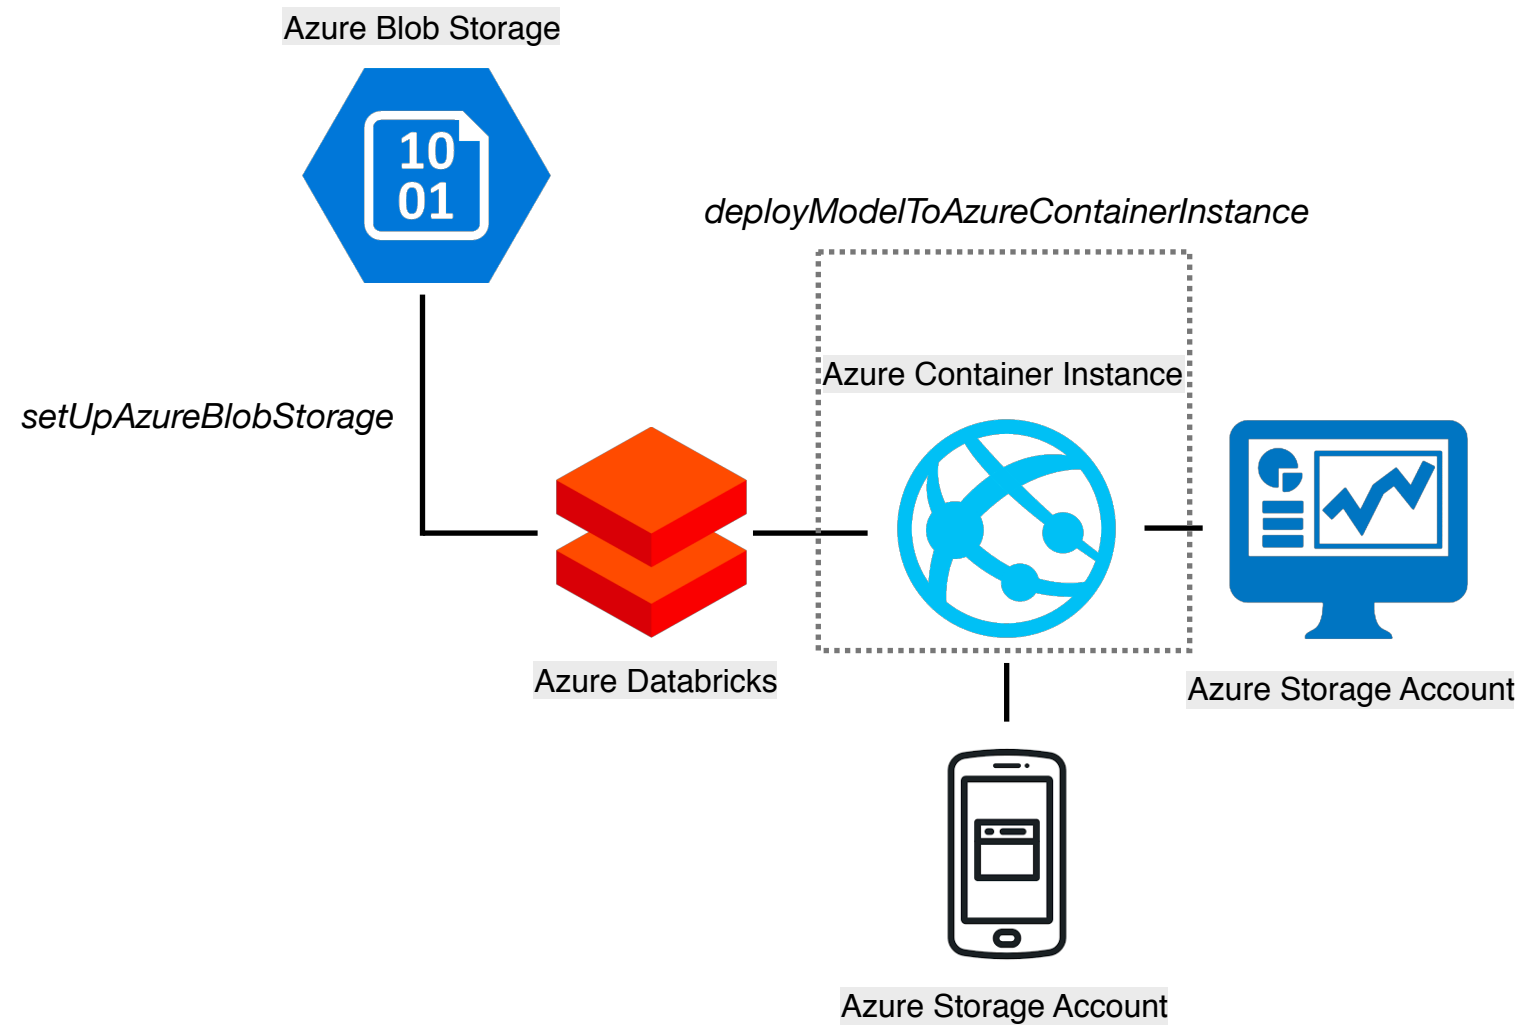 Azure Blob Storage
10
01
deployModelToAzureContainerInstance
Azure Container Instance
setUpAzureBlobStorage
Azure Databricks
Azure Storage Account
Azure Storage Account